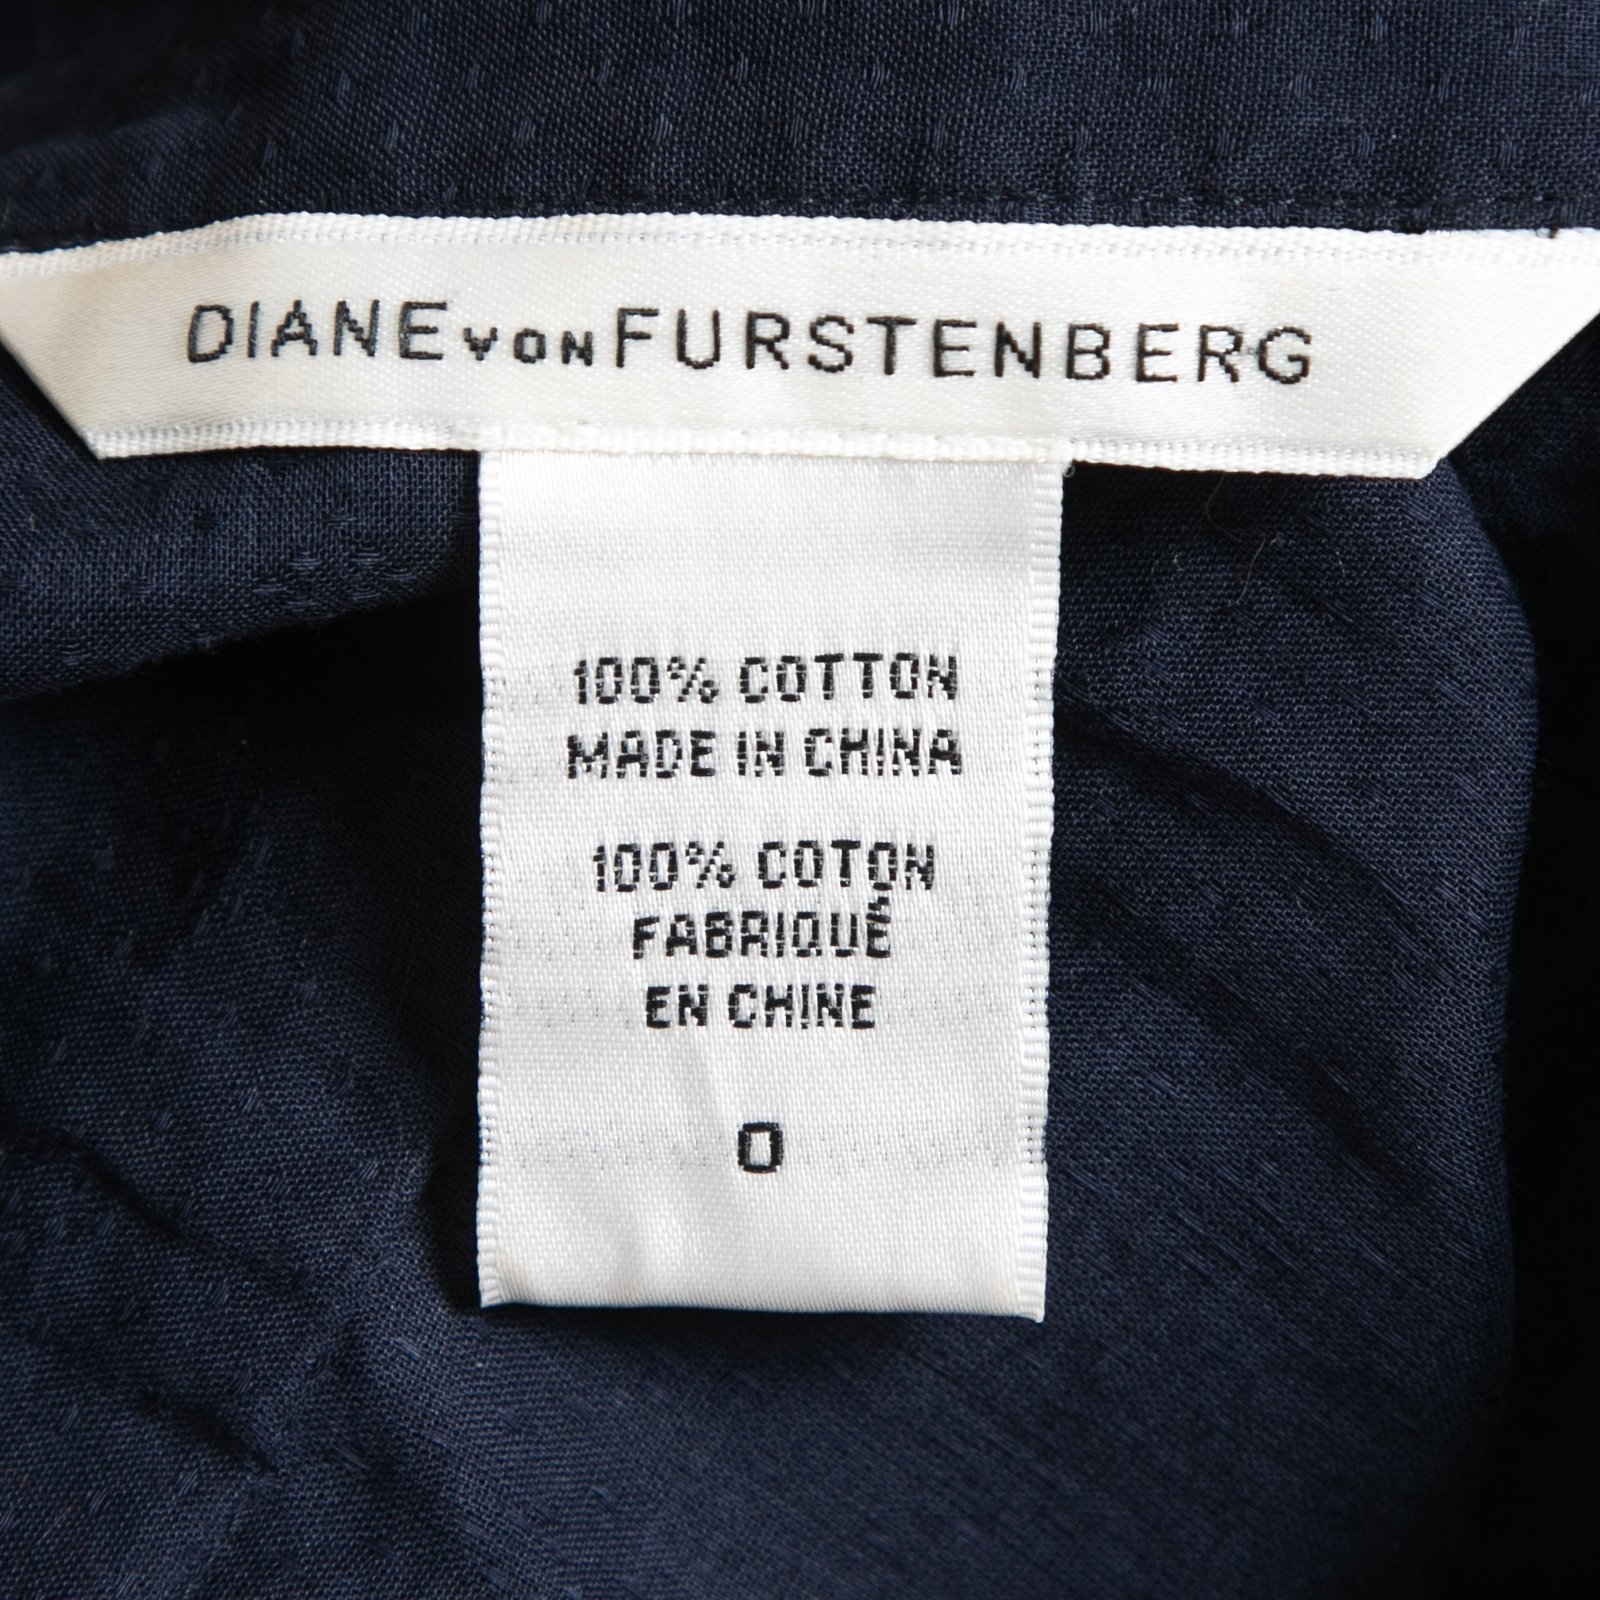 DIANE VON FURSTENBERG
100% COTTON
MADE IN CHINA
100% COTON
FABRIQUÉ
EN CHINE
0